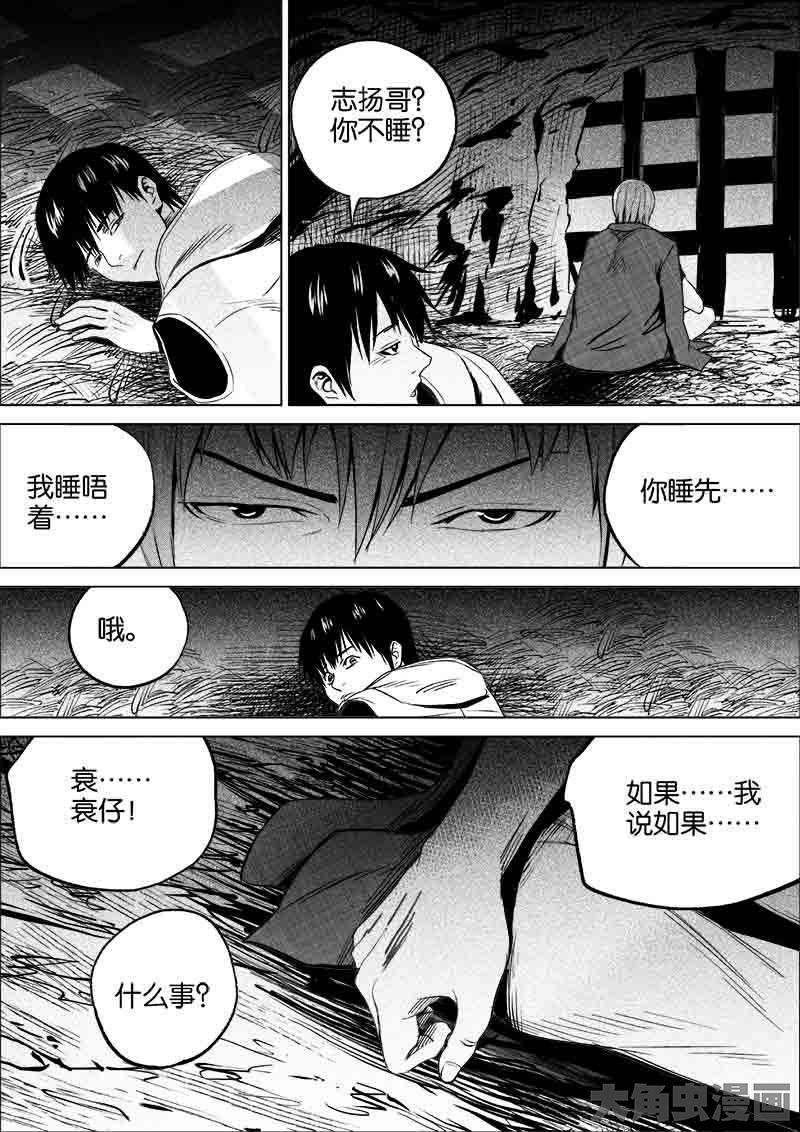 志扬哥?
你不睡?
我睡唔
着……
你睡先……
哦。
衰……
衰仔!
什么事?
如果……我
说如果……
大角虫漫画